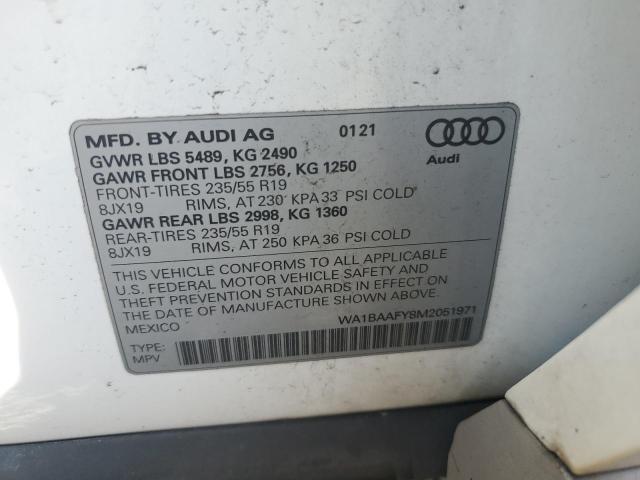 MFD. BY AUDI AG 0121
Audi
GVWR LBS 5489, KG 2490
GAWR FRONT LBS 2756, KG 1250
FRONT-TIRES 235/55 R19
8JX19 RIMS, AT 230 KPA 33 PSI COLD
GAWR REAR LBS 2998, KG 1360
REAR-TIRES 235/55 R19
8JX19 RIMS, AT 250 KPA 36 PSI COLD
THIS VEHICLE CONFORMS TO ALL APPLICABLE
U.S. FEDERAL MOTOR VEHICLE SAFETY AND
THEFT PREVENTION STANDARDS IN EFFECT ON
THE DATE OF MANUFACTURE SHOWN ABOVE.
MEXICO
WA1BAAFY8M2051971
TYPE:
MPV